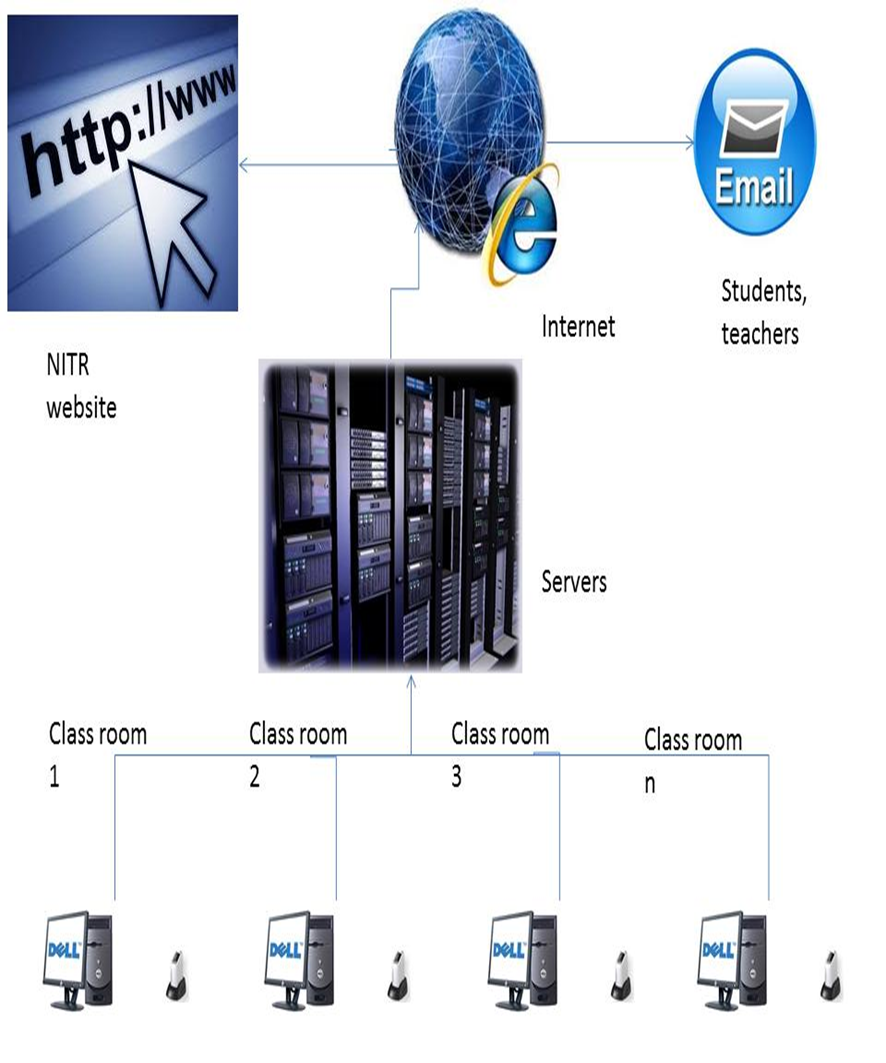 http://www
Email
Students,
teachers
Internet
NITR
website
Servers
Class room
1
Class room
2
Class room
3
Class room
n
DELL
DELL
DELL
DELL